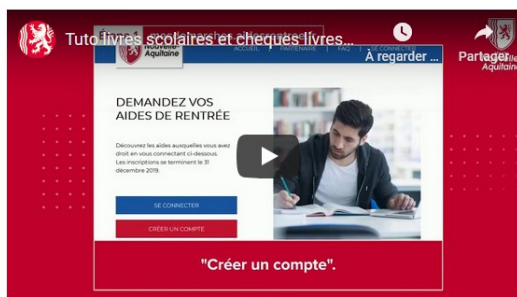 Tuto livres scolaires et chèques livres...
À regarder ...
Partager
Nouvelle-
Aquitaine
ACCUEIL | PARTENAIRE | FAQ | SE CONNECTER
DEMANDEZ VOS
AIDES DE RENTRÉE
Découvrez les aides auxquelles vous avez
droit en vous connectant ci-dessous.
Les inscriptions se terminent le 31
décembre 2019.
SE CONNECTER
CRÉER UN COMPTE
"Créer un compte".